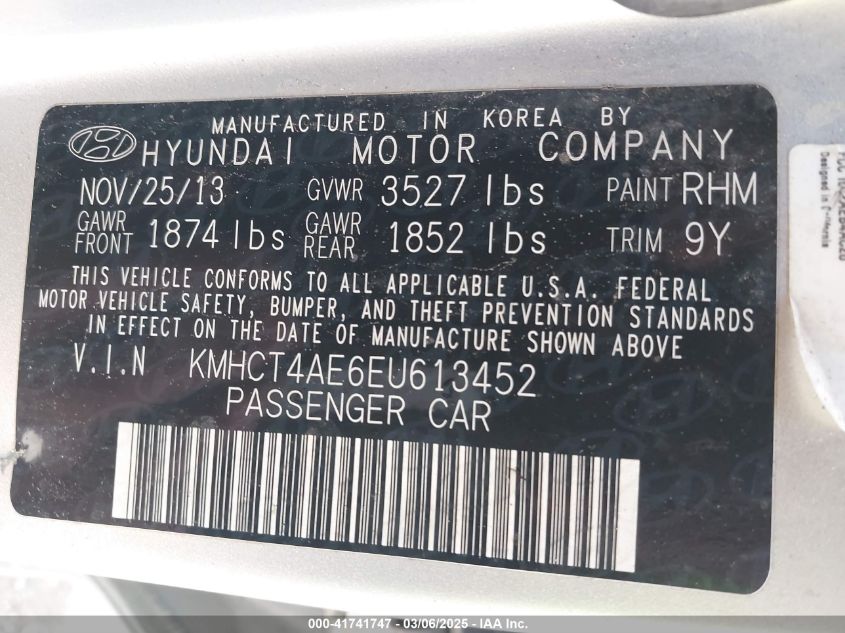 MANUFACTURED IN KOREA BY
HYUNDAI MOTOR COMPANY
NOV/25/13 GVWR 3527 lbs PAINT RHM
GAWR FRONT 1874 lbs GAWR REAR 1852 lbs TRIM 9Y
THIS VEHICLE CONFORMS TO ALL APPLICABLE U.S.A. FEDERAL
MOTOR VEHICLE SAFETY, BUMPER, AND THEFT PREVENTION STANDARDS
IN EFFECT ON THE DATE OF MANUFACTURE SHOWN ABOVE
V.I.N KMHCT4AE6EU613452
PASSENGER CAR
Designed in California
000-41741747 - 03/06/2025 - IAA Inc.